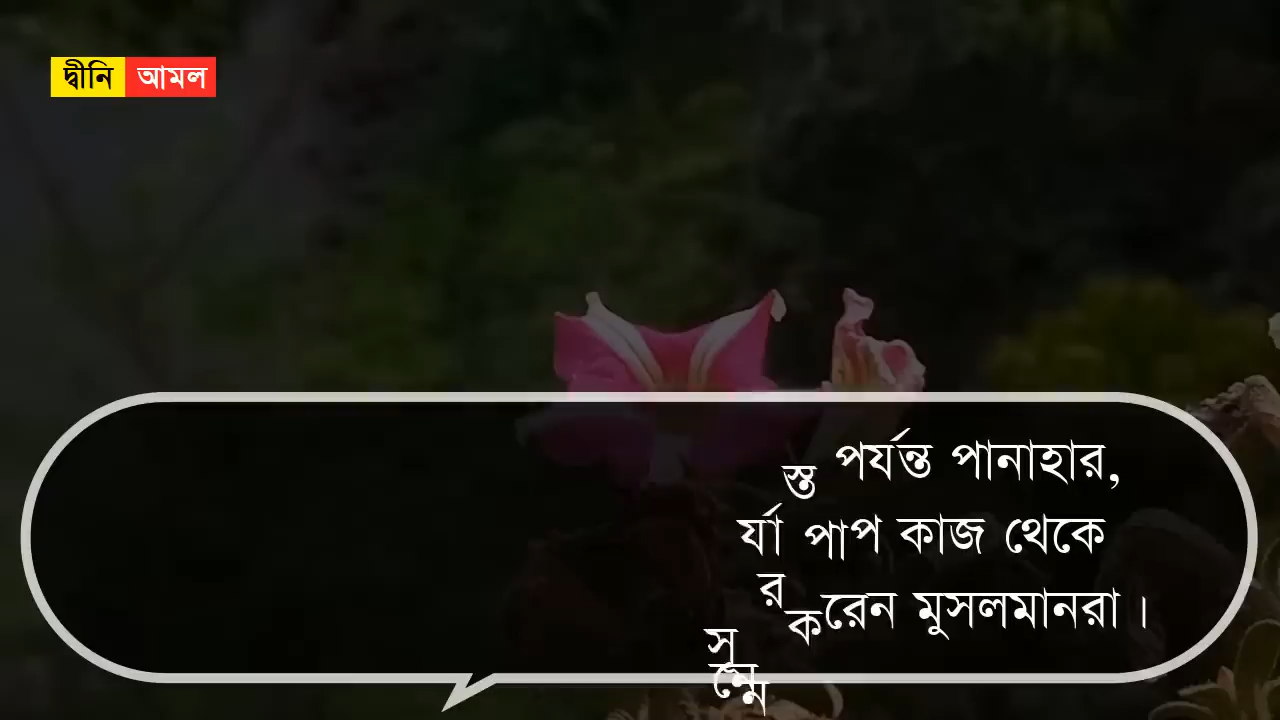 দ্বীনি আমল
পর্যন্ত পানাহার,
পাপ কাজ থেকে
করেন মুসলমানরা।